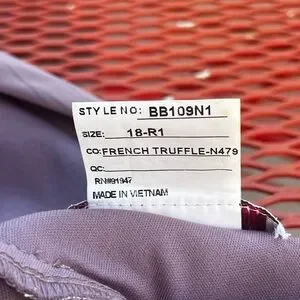 STYLE NO: BB109N1
SIZE: 18-R1
CO: FRENCH TRUFFLE-N479
QC:
RN#91947
MADE IN VIETNAM